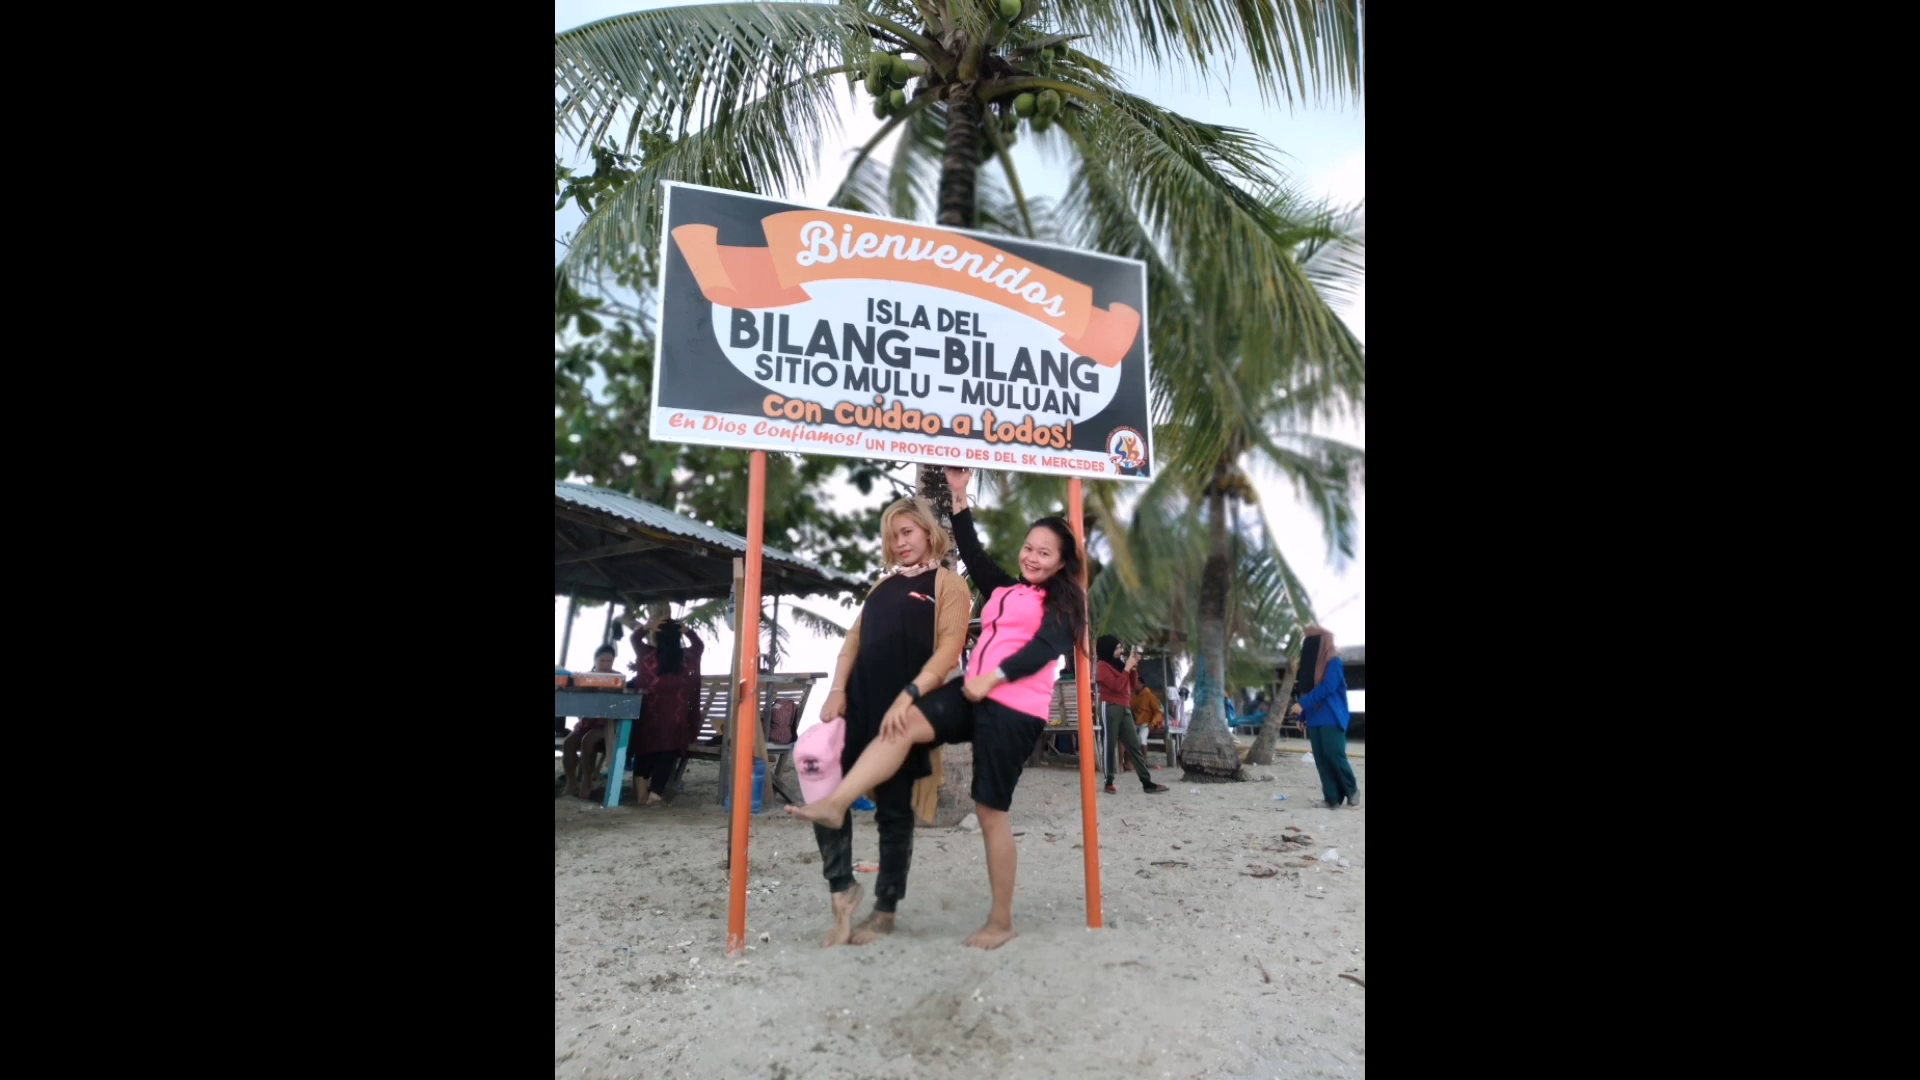 Bienvenidos
ISLA DEL
BILANG-BILANG
SITIO MULU - MULUAN
con cuidao a todos!
En Dios Confiamos! UN PROYECTO DES DEL SK MERCEDES